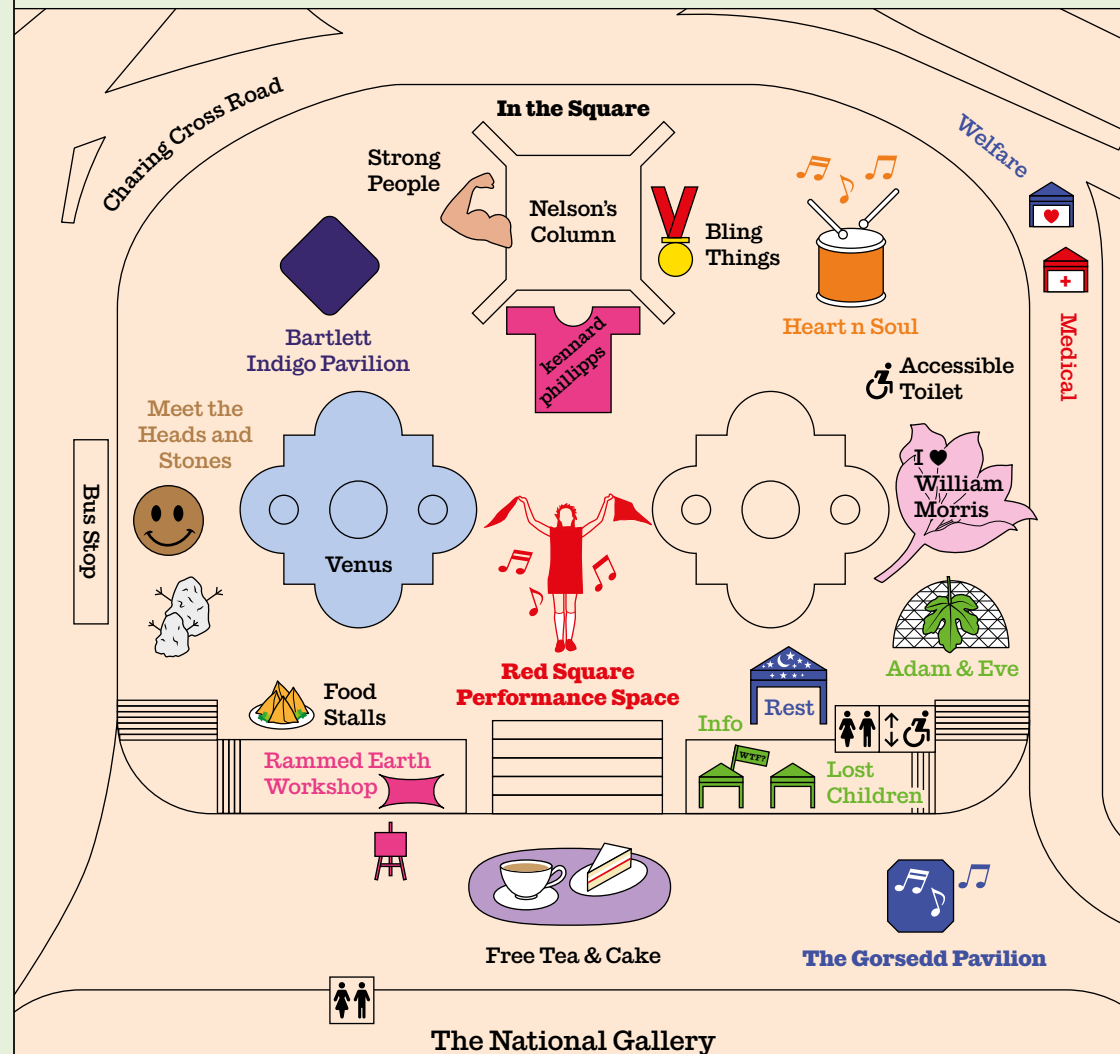 Charing Cross Road
In the Square
Strong
People
Nelson's
Column
Bling
Things
Welfare
Medical
Heart n Soul
Bartlett
Indigo Pavilion
kennard
phillipps
Accessible
Toilet
Meet the
Heads and
Stones
Bus Stop
I ♥
William
Morris
Venus
Adam & Eve
Red Square
Performance Space
Food
Stalls
Rest
Info
Rammed Earth
Workshop
WTF?
Lost
Children
Free Tea & Cake
The Gorsedd Pavilion
The National Gallery